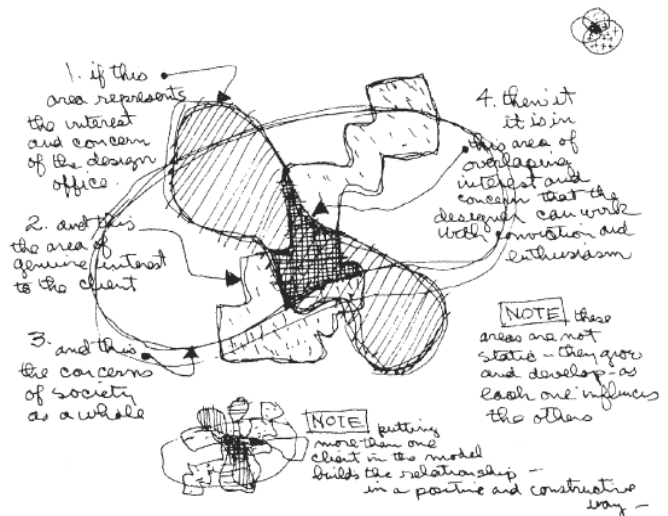 1. if this
area represents
the interest
and concern
of the design
office.
2. and this
the area of
genuine interest
to the client
3. and this
the concerns
of society
as a whole
4. then it
it is in
this area of
overlaping
interest and
concern that the
designer can work
with conviction and
enthusiasm
NOTE these
areas are not
static - they grow
and develop - as
each one influences
the others
NOTE putting
more than one
client in the model
builds the relationship -
in a positive and constructive
way -